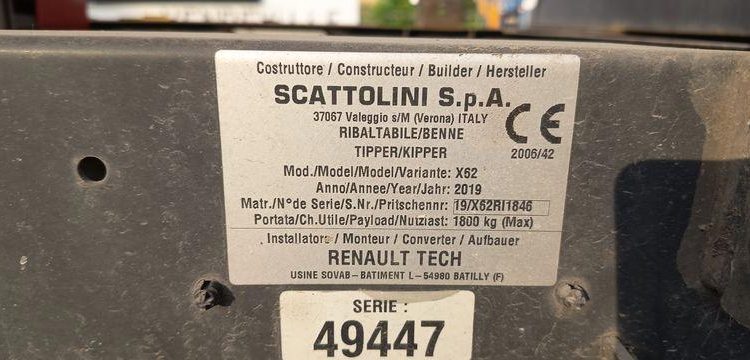 Costruttore / Constructeur / Builder / Hersteller
SCATTOLINI S.p.A.
37067 Valeggio s/M (Verona) ITALY
RIBALTABILE/BENNE
TIPPER/KIPPER
CE
2006/42
Mod./Model/Model/Variante: X62
Anno/Annee/Year/Jahr: 2019
Matr./N°de Serie/S.Nr./Pritschennr: 19/X62RI1846
Portata/Ch.Utile/Payload/Nutzlast: 1800 kg (Max)
Installatore / Monteur / Converter / Aufbauer
RENAULT TECH
USINE SOVAB–BATIMENT L–54980 BATILLY (F)
SERIE :
49447